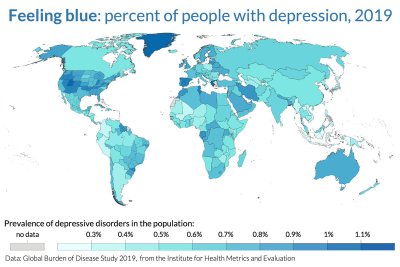 Feeling blue: percent of people with depression, 2019
Prevalence of depressive disorders in the population:
no data 0.3% 0.4% 0.5% 0.6% 0.7% 0.8% 0.9% 1% 1.1%
Data: Global Burden of Disease Study 2019, from the Institute for Health Metrics and Evaluation